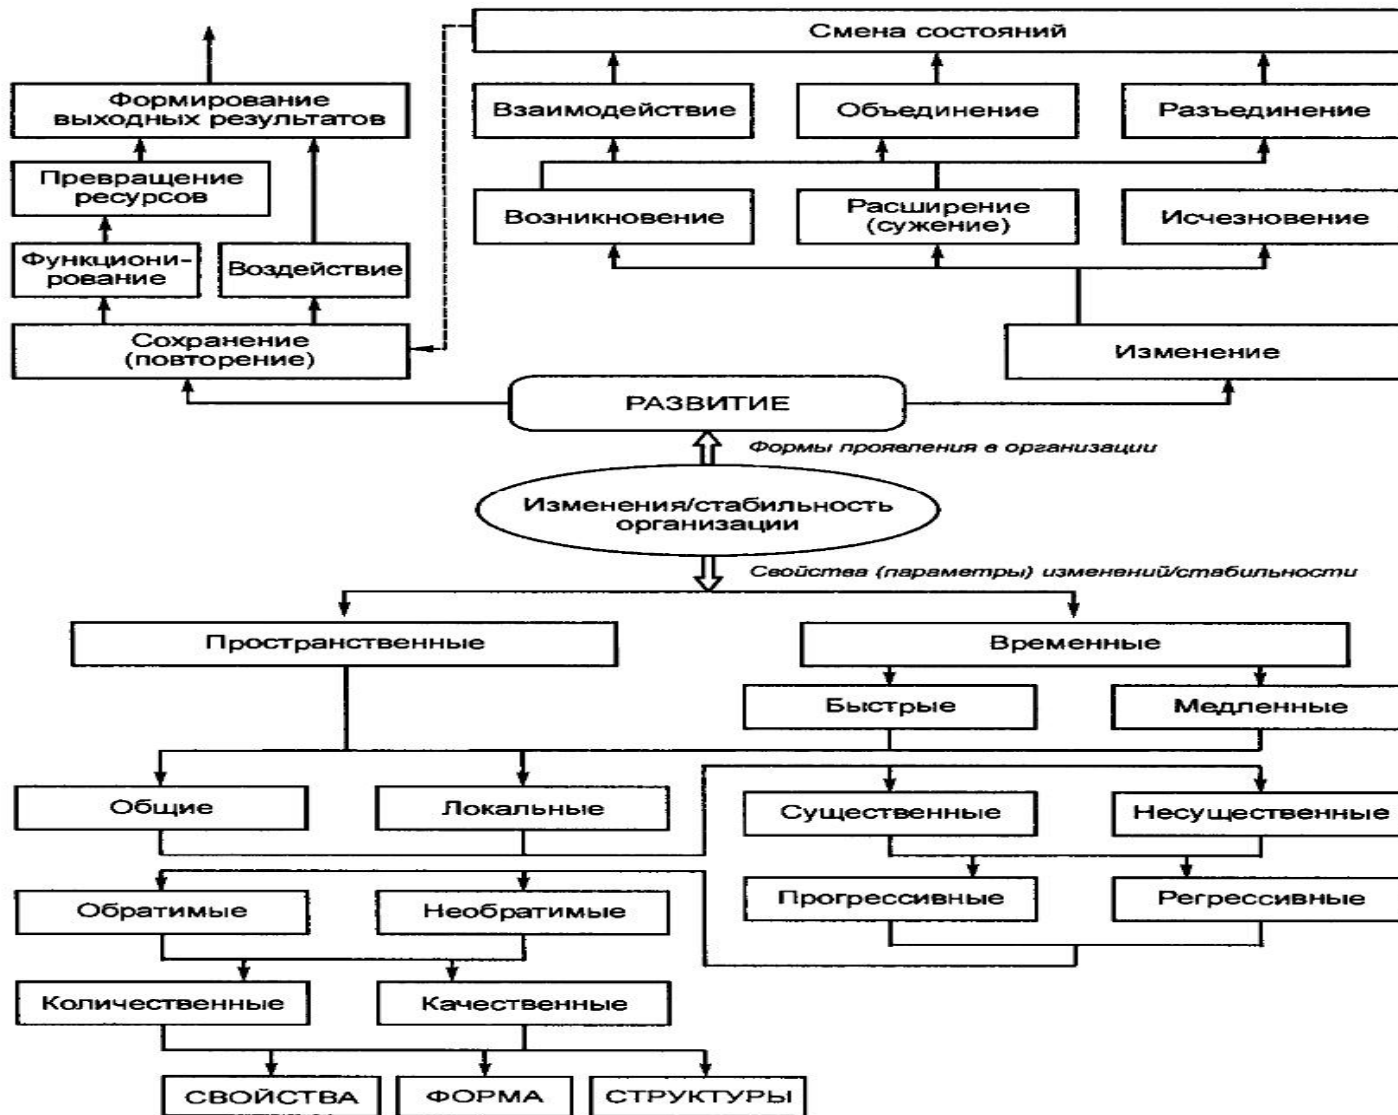 Смена состояний
Формирование
выходных результатов
Взаимодействие
Объединение
Разъединение
Превращение
ресурсов
Возникновение
Расширение
(сужение)
Исчезновение
Функциони-
рование
Воздействие
Сохранение
(повторение)
Изменение
РАЗВИТИЕ
Формы проявления в организации
Изменения/стабильность
организации
Свойства (параметры) изменений/стабильности
Пространственные
Временные
Быстрые
Медленные
Общие
Локальные
Существенные
Несущественные
Обратимые
Необратимые
Прогрессивные
Регрессивные
Количественные
Качественные
СВОЙСТВА
ФОРМА
СТРУКТУРЫ